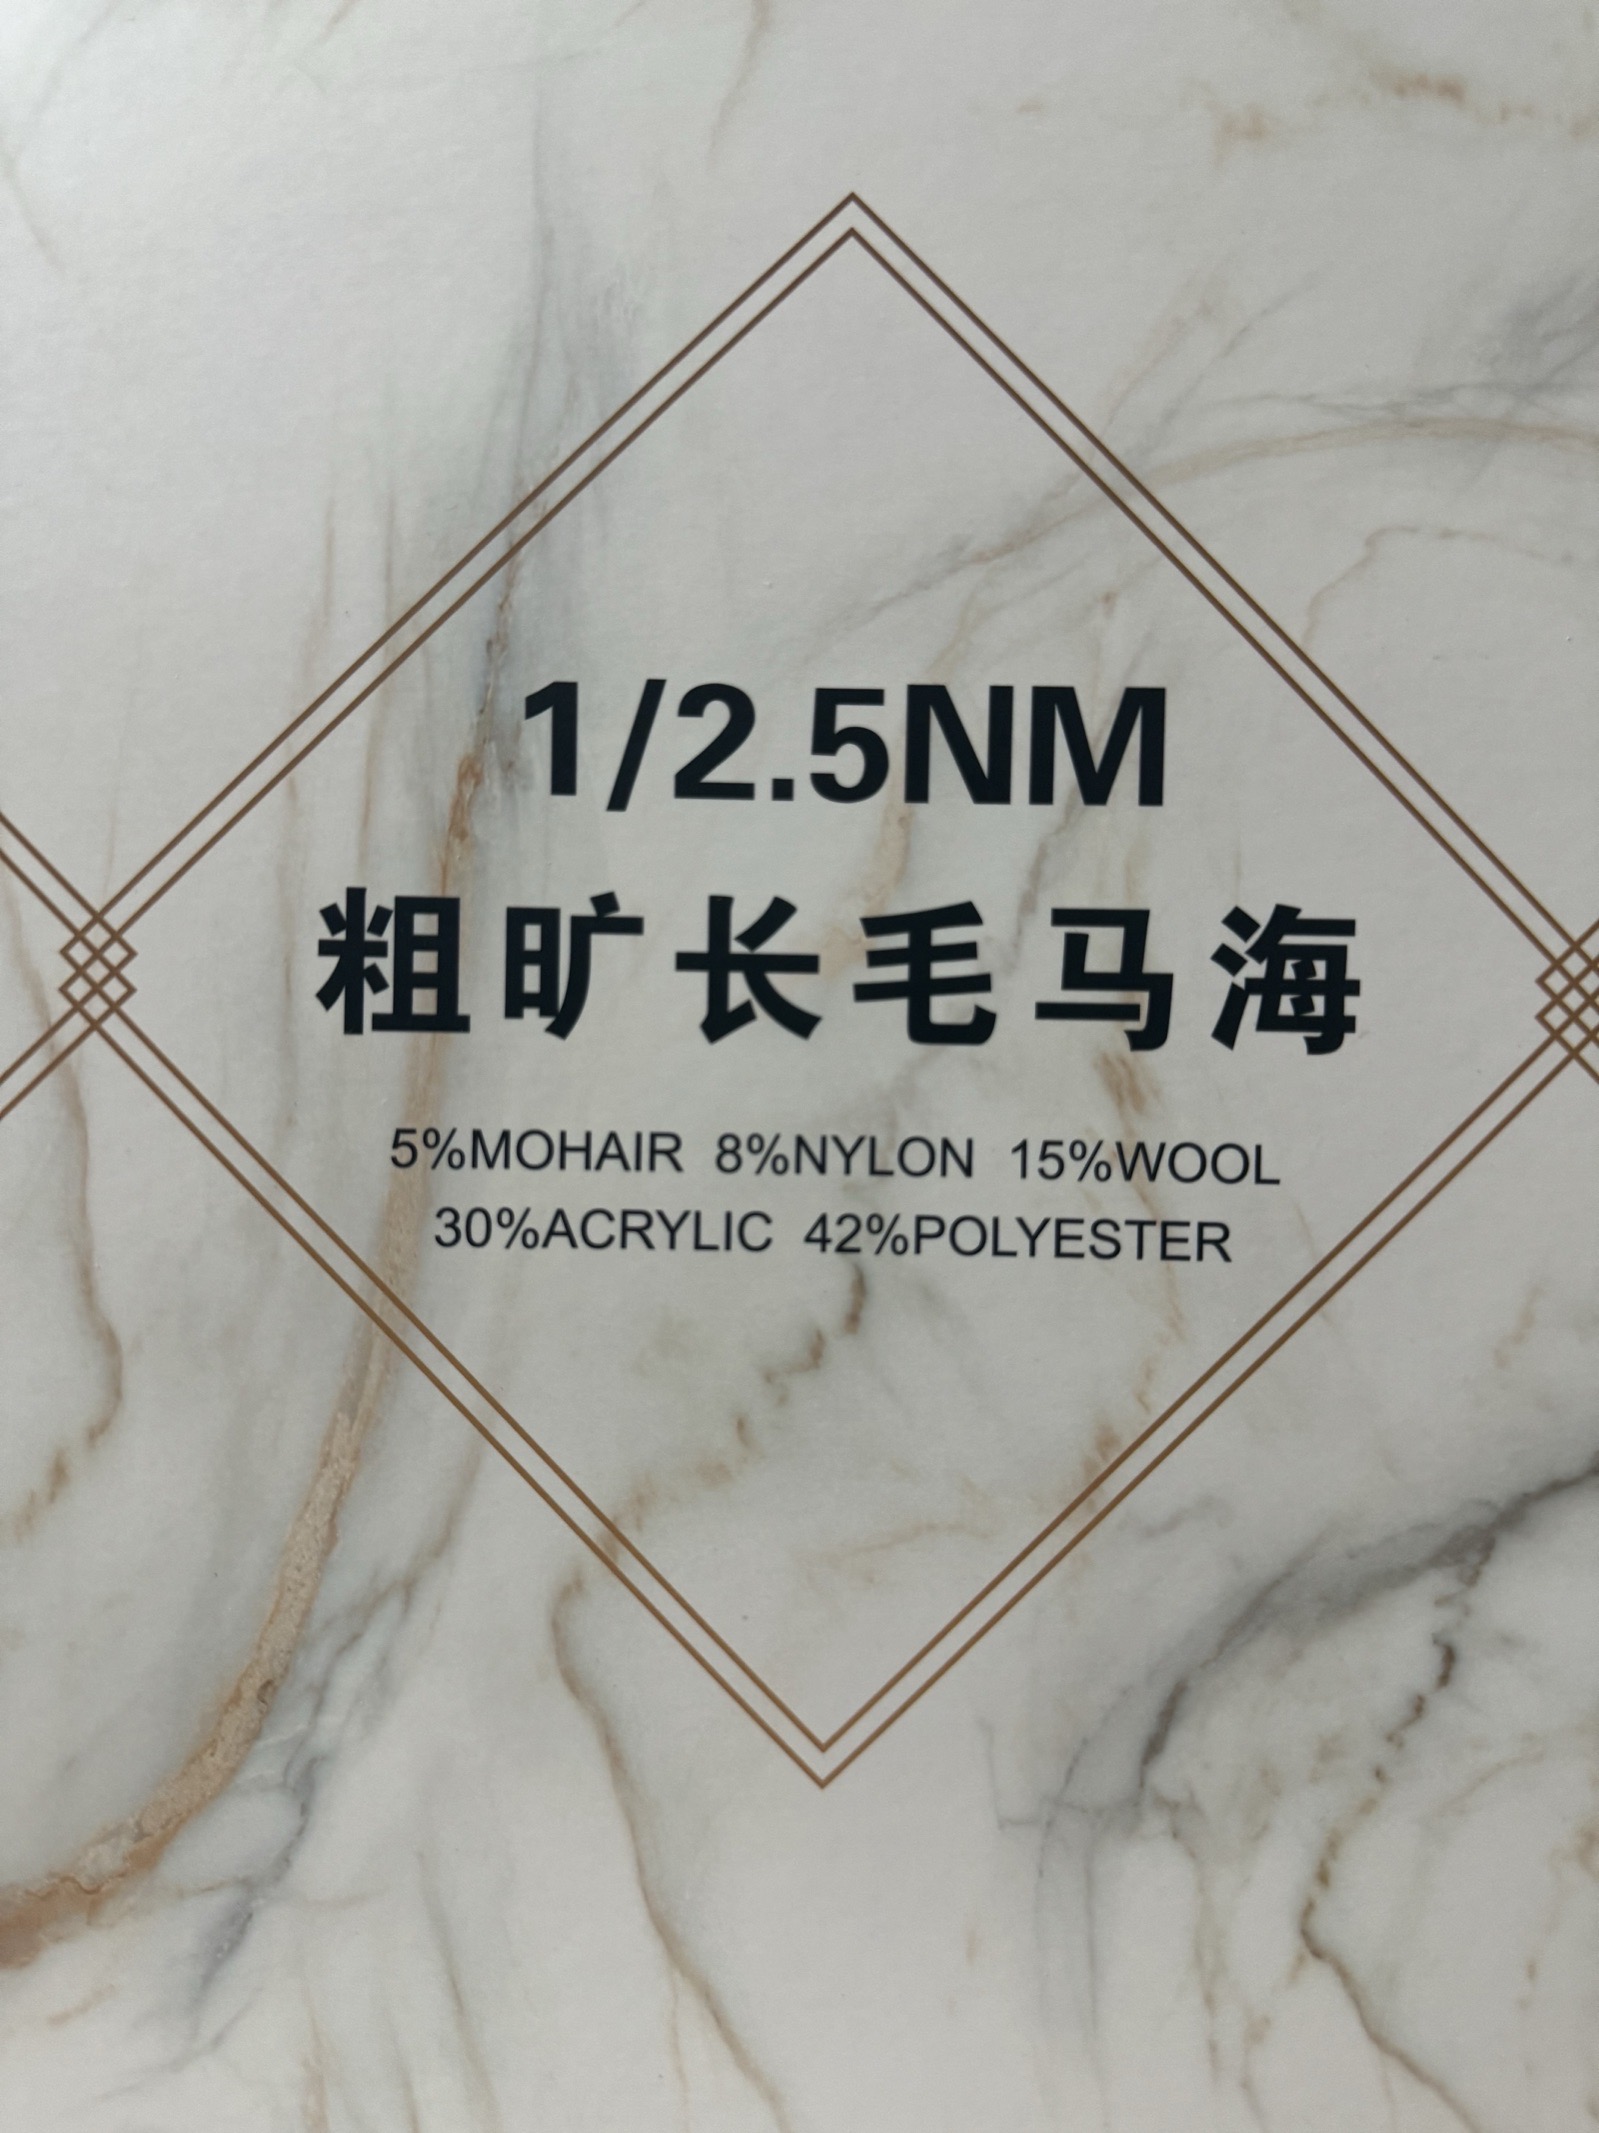 1/2.5NM
粗旷长毛马海
5%MOHAIR 8%NYLON 15%WOOL
30%ACRYLIC 42%POLYESTER